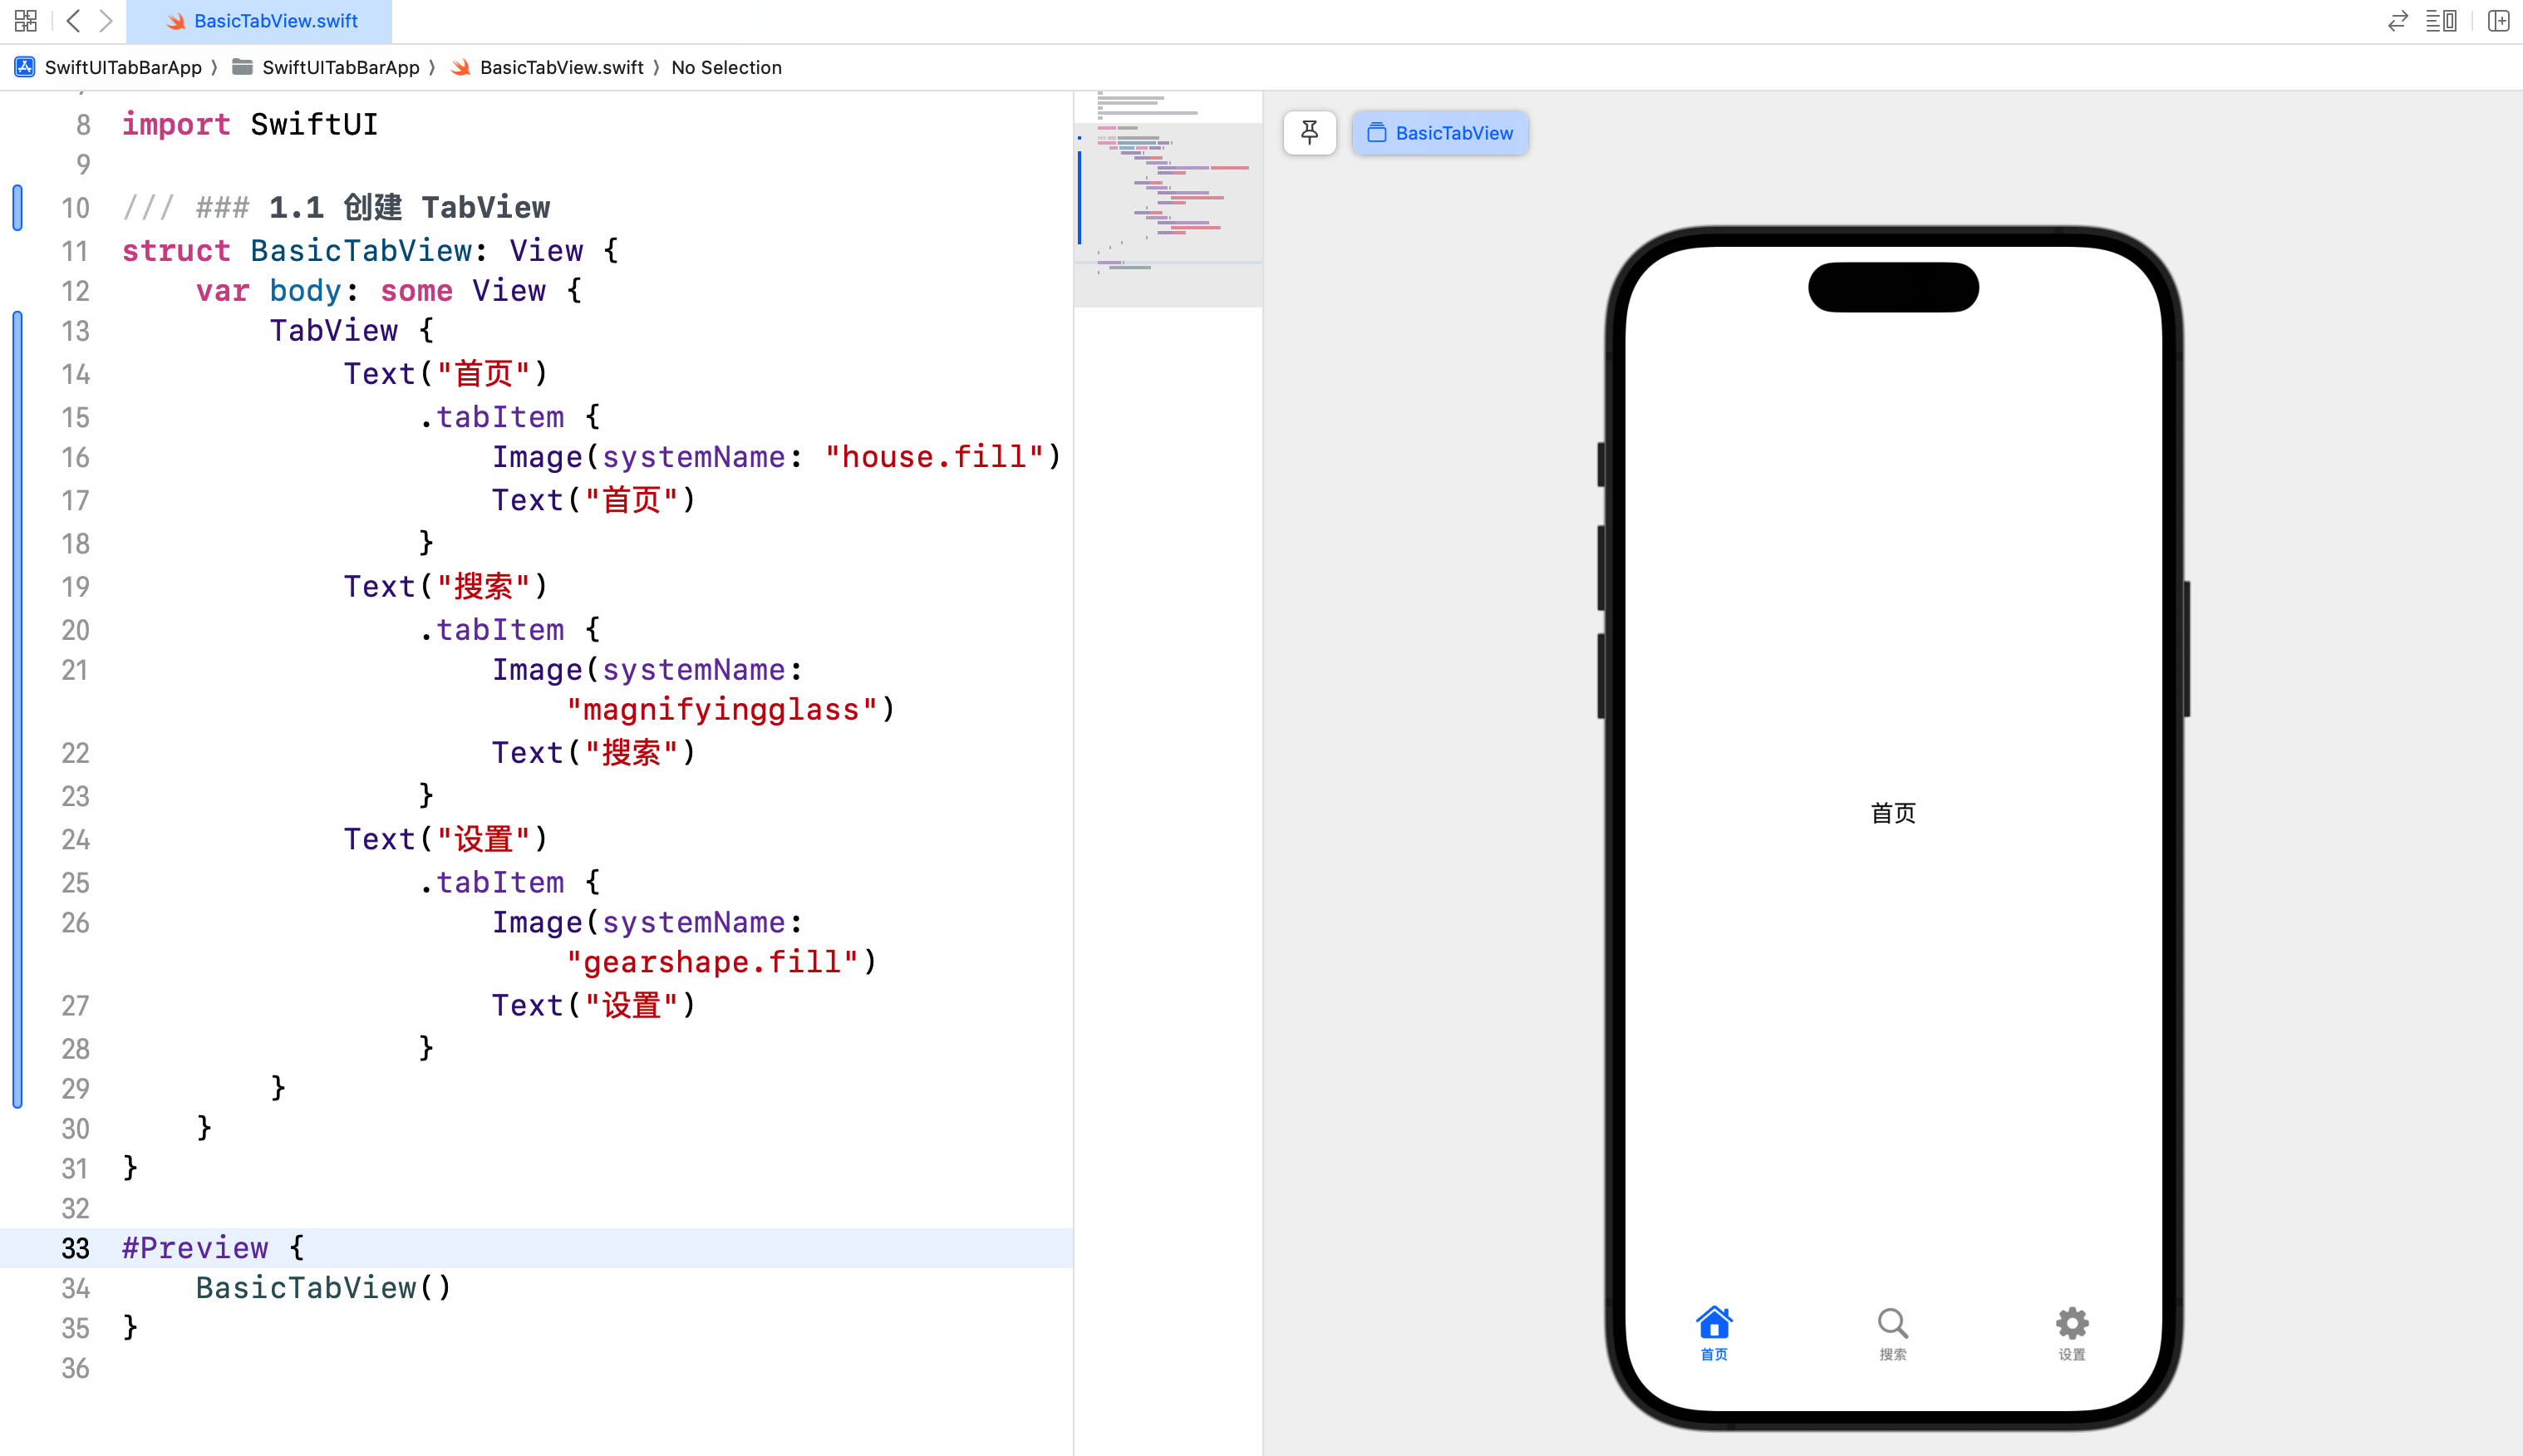 BasicTabView.swift
SwiftUITabBarApp 〉 SwiftUITabBarApp 〉 BasicTabView.swift 〉 No Selection
8 import SwiftUI
9
10 /// ### 1.1 创建 TabView
11 struct BasicTabView: View {
12 var body: some View {
13 TabView {
14 Text("首页")
15 .tabItem {
16 Image(systemName: "house.fill")
17 Text("首页")
18 }
19 Text("搜索")
20 .tabItem {
21 Image(systemName:
"magnifyingglass")
22 Text("搜索")
23 }
24 Text("设置")
25 .tabItem {
26 Image(systemName:
"gearshape.fill")
27 Text("设置")
28 }
29 }
30 }
31 }
32
33 #Preview {
34 BasicTabView()
35 }
36
BasicTabView
首页
首页 搜索 设置